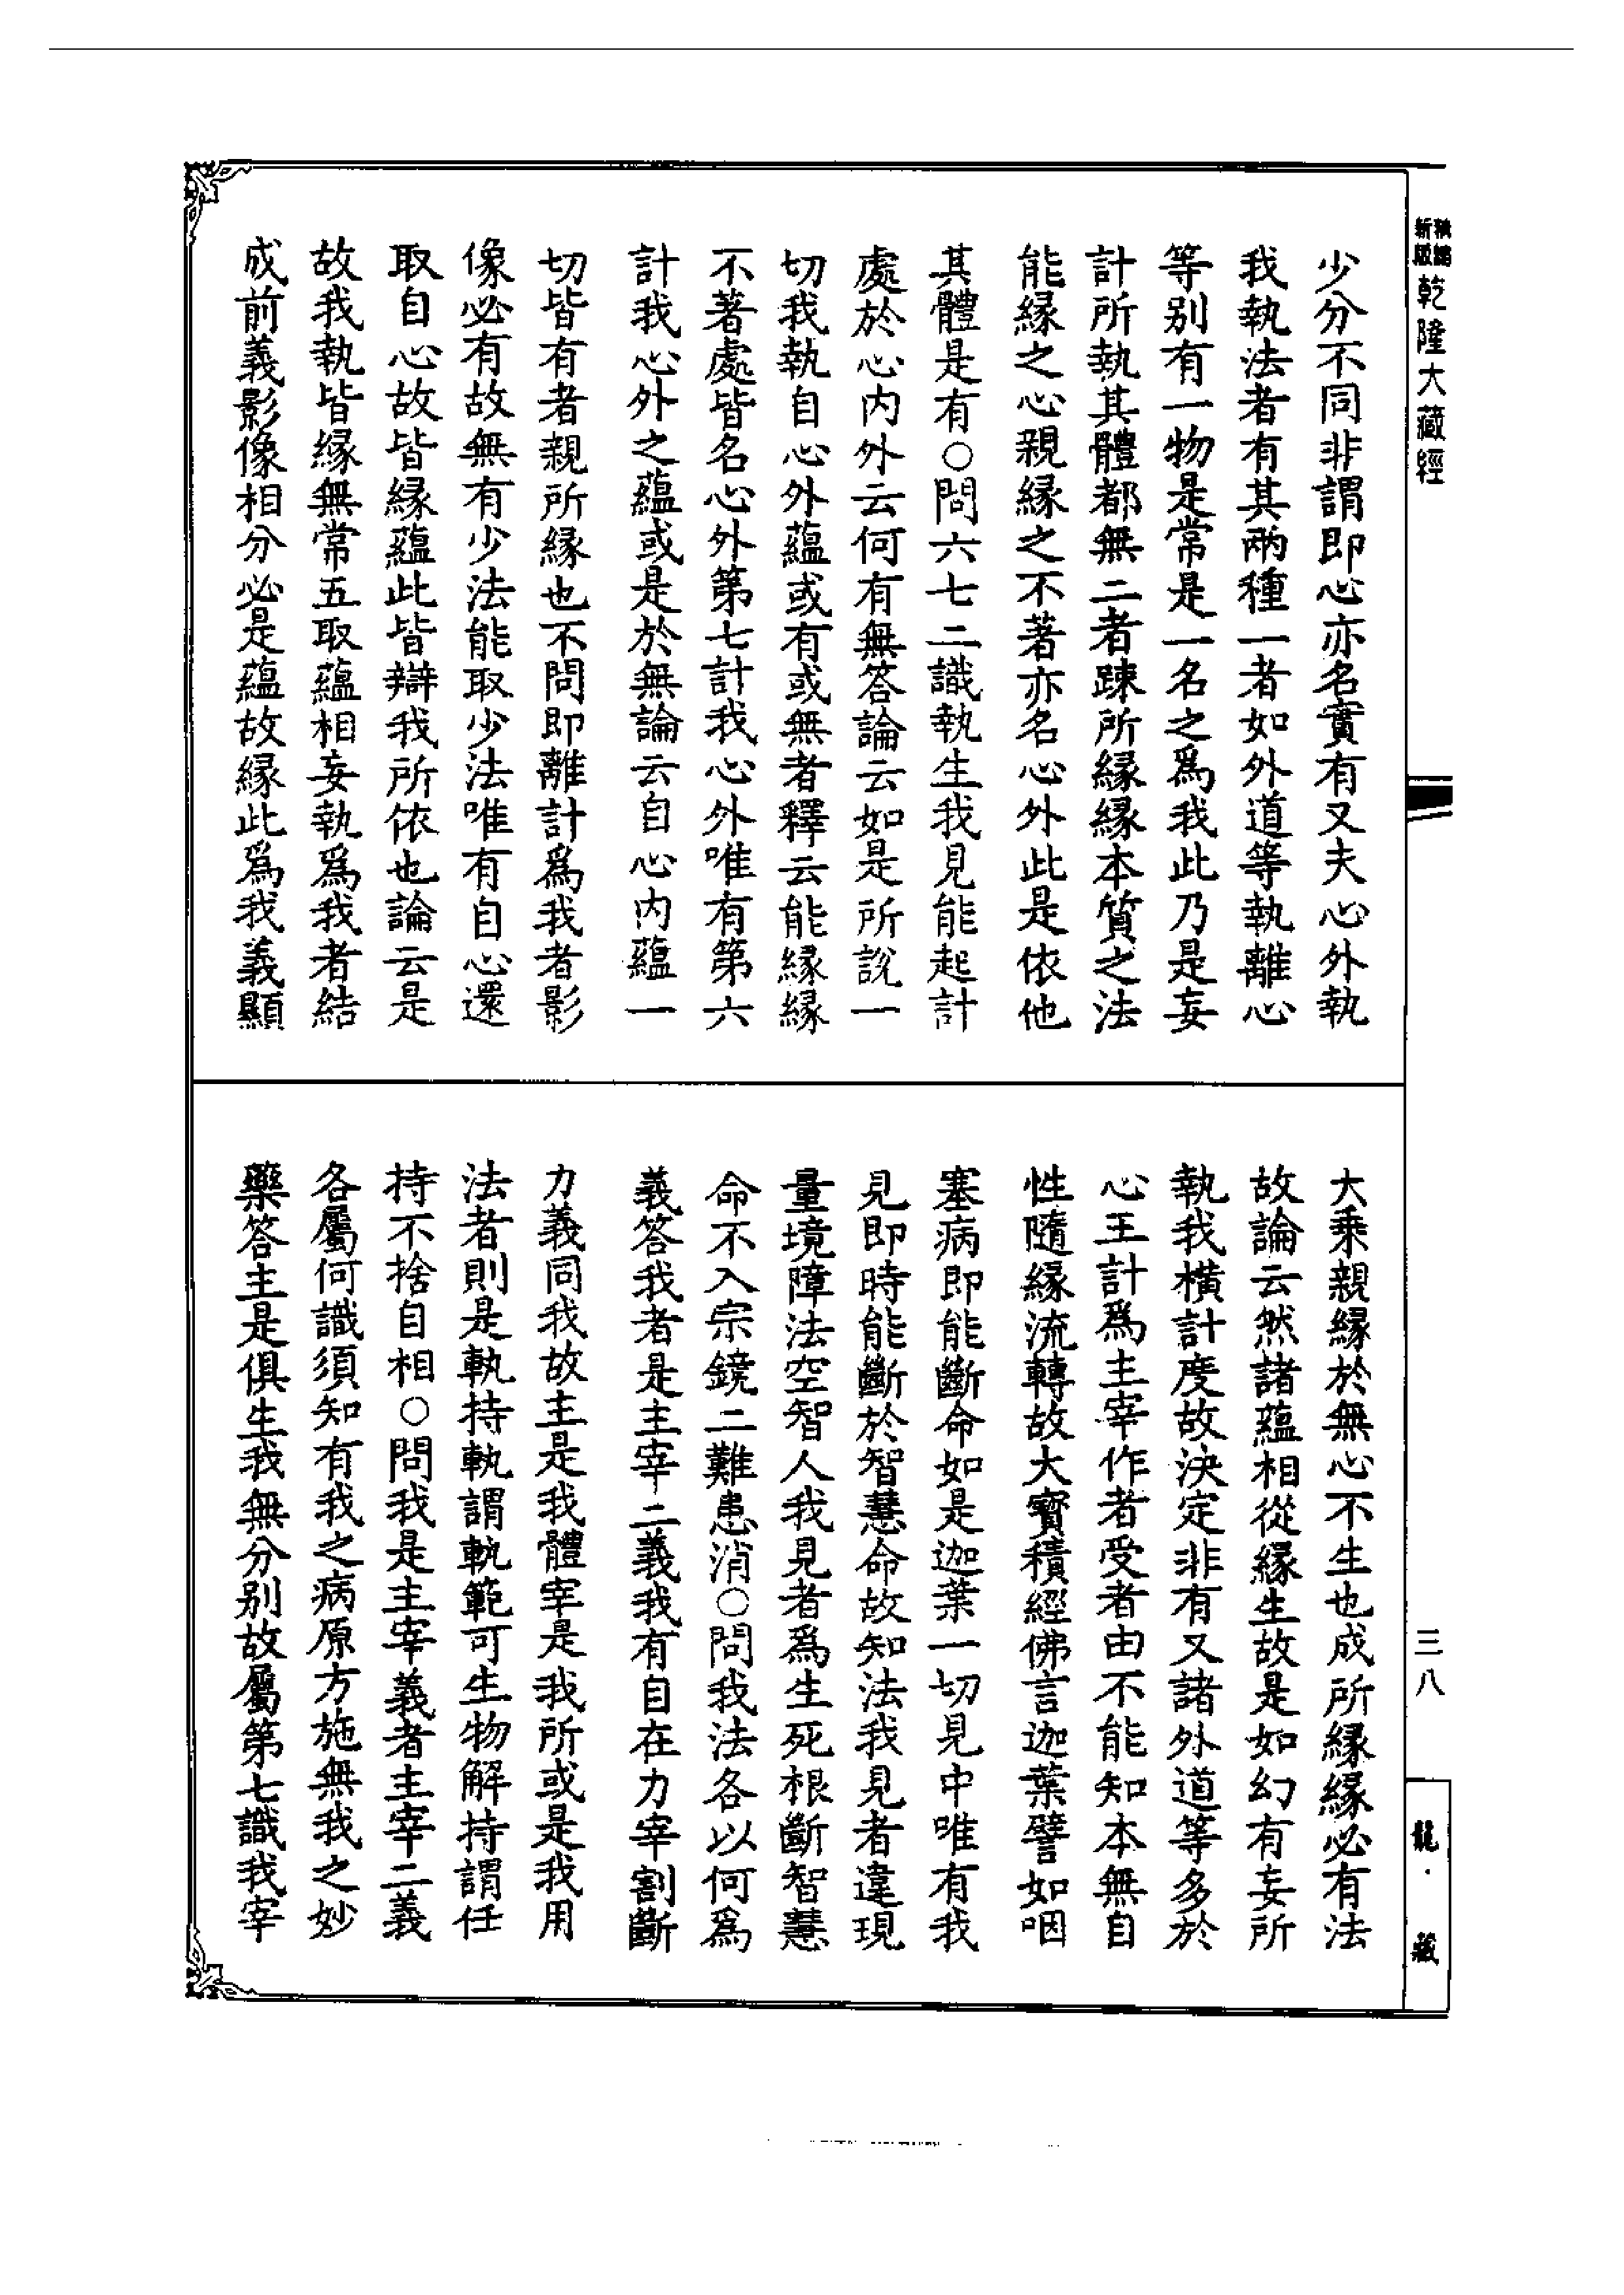 新版
乾隆大藏經
少分不同非謂即心亦名實有又夫心外執
我執法者有其兩種一者如外道等執離心
等别有一物是常是一名之爲我此乃是妄
計所執其體都無二者踈所緣緣本質之法
能緣之心親緣之不著亦名心外此是依他
其體是有○問六七二識執生我見能起計
處於心内外云何有無答論云如是所説一
切我執自心外蘊或有或無者釋云能緣緣
不著處皆名心外第七計我心外唯有第六
計我心外之蘊或是於無論云自心内蘊一
切皆有者親所緣也不問即離計爲我者影
像必有故無有少法能取少法唯有自心還
取自心故皆緣蘊此皆辯我所依也論云是
故我執皆緣無常五取蘊相妄執爲我者結
成前義影像相分必是蘊故緣此爲我義顯
大乘親緣於無心不生也成所緣緣必有法
故論云然諸蘊相從緣生故是如幻有妄所
執我横計度故決定非有又諸外道等多於
心王計爲主宰作者受者由不能知本無自
性隨緣流轉故大寳積經佛言迦葉譬如咽
塞病即能斷命如是迦葉一切見中唯有我
見即時能斷於智慧命故知法我見者違現
量境障法空智人我見者爲生死根斷智慧
命不入宗鏡二難患消○問我法各以何爲
義答我者是主宰二義我有自在力宰割斷
力義同我故主是我體宰是我所或是我用
法者則是軌持軌謂軌範可生物解持謂任
持不捨自相○問我是主宰義者主宰二義
各屬何識須知有我之病原方施無我之妙
藥答主是俱生我無分别故屬第七識我宰
三八
龍・藏